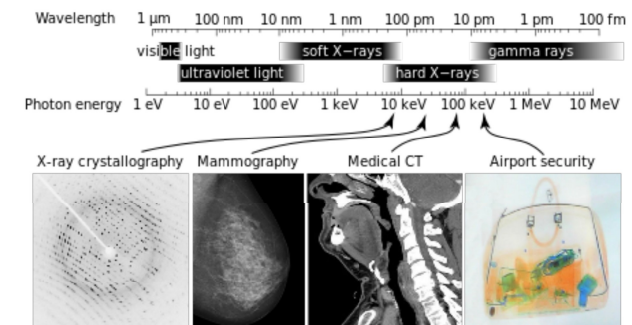 Wavelength 1 μm 100 nm 10 nm 1 nm 100 pm 10 pm 1 pm 100 fm
visible light soft X−rays gamma rays
ultraviolet light hard X−rays
Photon energy 1 eV 10 eV 100 eV 1 keV 10 keV 100 keV 1 MeV 10 MeV
X-ray crystallography Mammography Medical CT Airport security